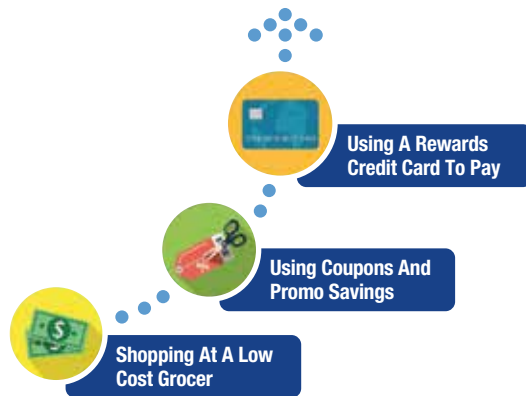 Using A Rewards
Credit Card To Pay
Using Coupons And
Promo Savings
Shopping At A Low
Cost Grocer